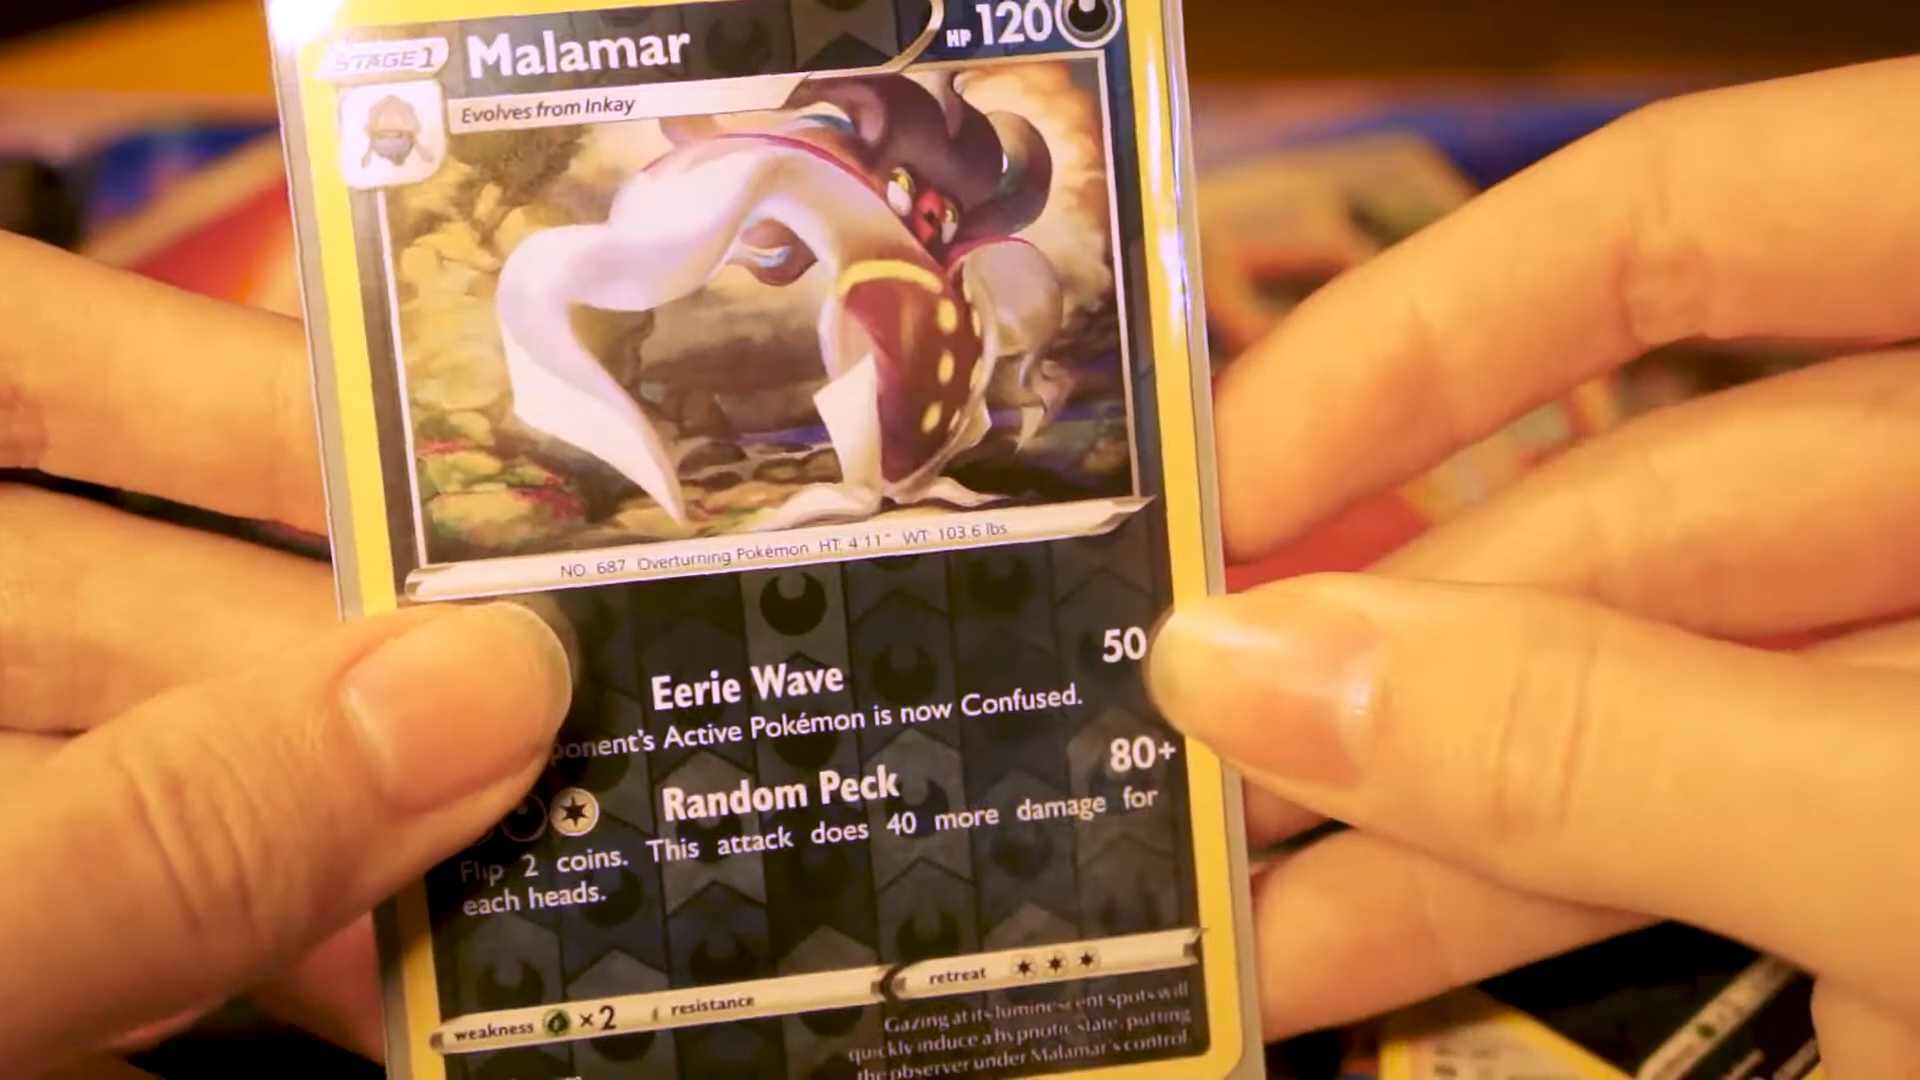 STAGE 1 Malamar HP 120
Evolves from Inkay
NO. 687 Overturning Pokémon HT: 4'11" WT: 103.6 lbs
Eerie Wave 50
ponent's Active Pokémon is now Confused.
Random Peck 80+
Flip 2 coins. This attack does 40 more damage for
each heads.
weakness ×2 resistance retreat
Gazing at its luminescent spots will
quickly induce a hypnotic state, putting
the observer under Malamar's control.